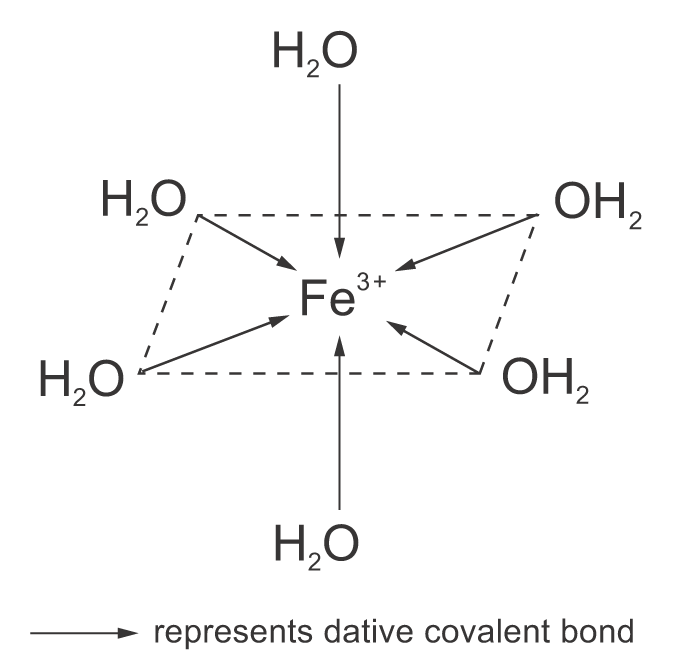 H₂O
H₂O OH₂
Fe³⁺
H₂O OH₂
H₂O
represents dative covalent bond